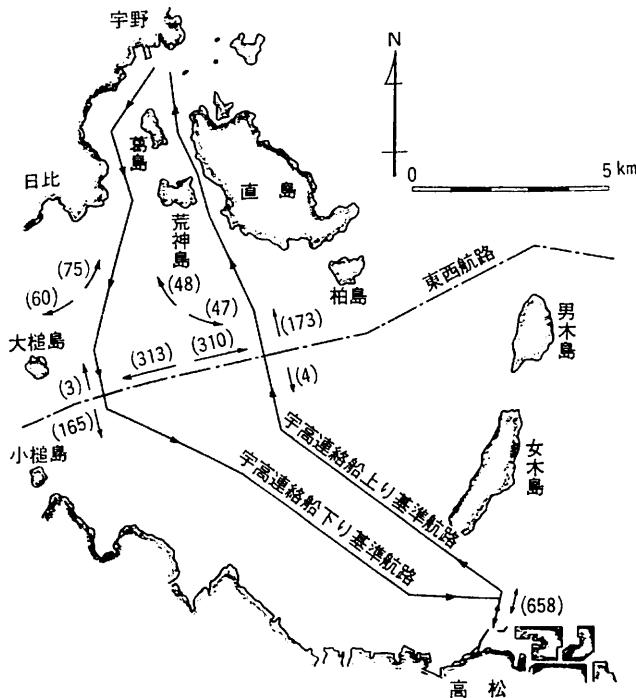 宇野
N
葛島
日比
直島
0
5 km
荒神島
柏島
東西航路
(75)
(60)
(48)
(47)
(173)
男木島
大槌島
(313)
(310)
(3)
(4)
(165)
小槌島
宇高連絡船上り基準航路
宇高連絡船下り基準航路
女木島
(658)
高松